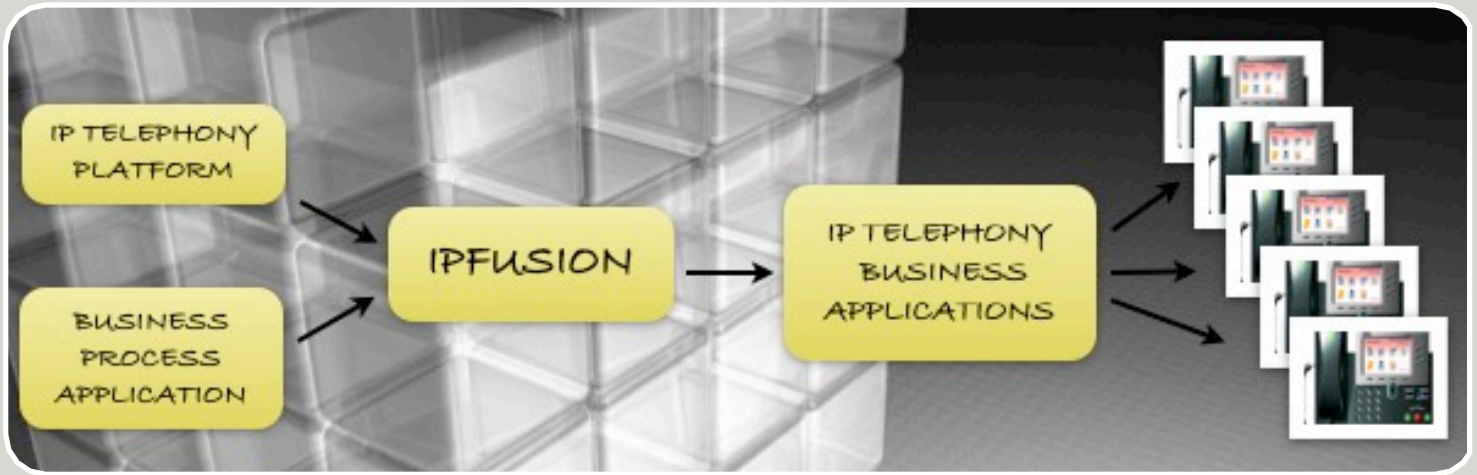 IP TELEPHONY
PLATFORM
BUSINESS
PROCESS
APPLICATION
IPFUSION
IP TELEPHONY
BUSINESS
APPLICATIONS